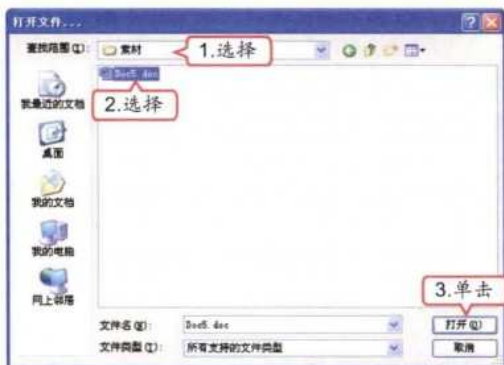 打开文件...
查找范围(I): 素材
1.选择
Doc5.doc
2.选择
我最近的文档
桌面
我的文档
我的电脑
网上邻居
3.单击
文件名(N): Doc5.doc 打开(O)
文件类型(T): 所有支持的文件类型 取消